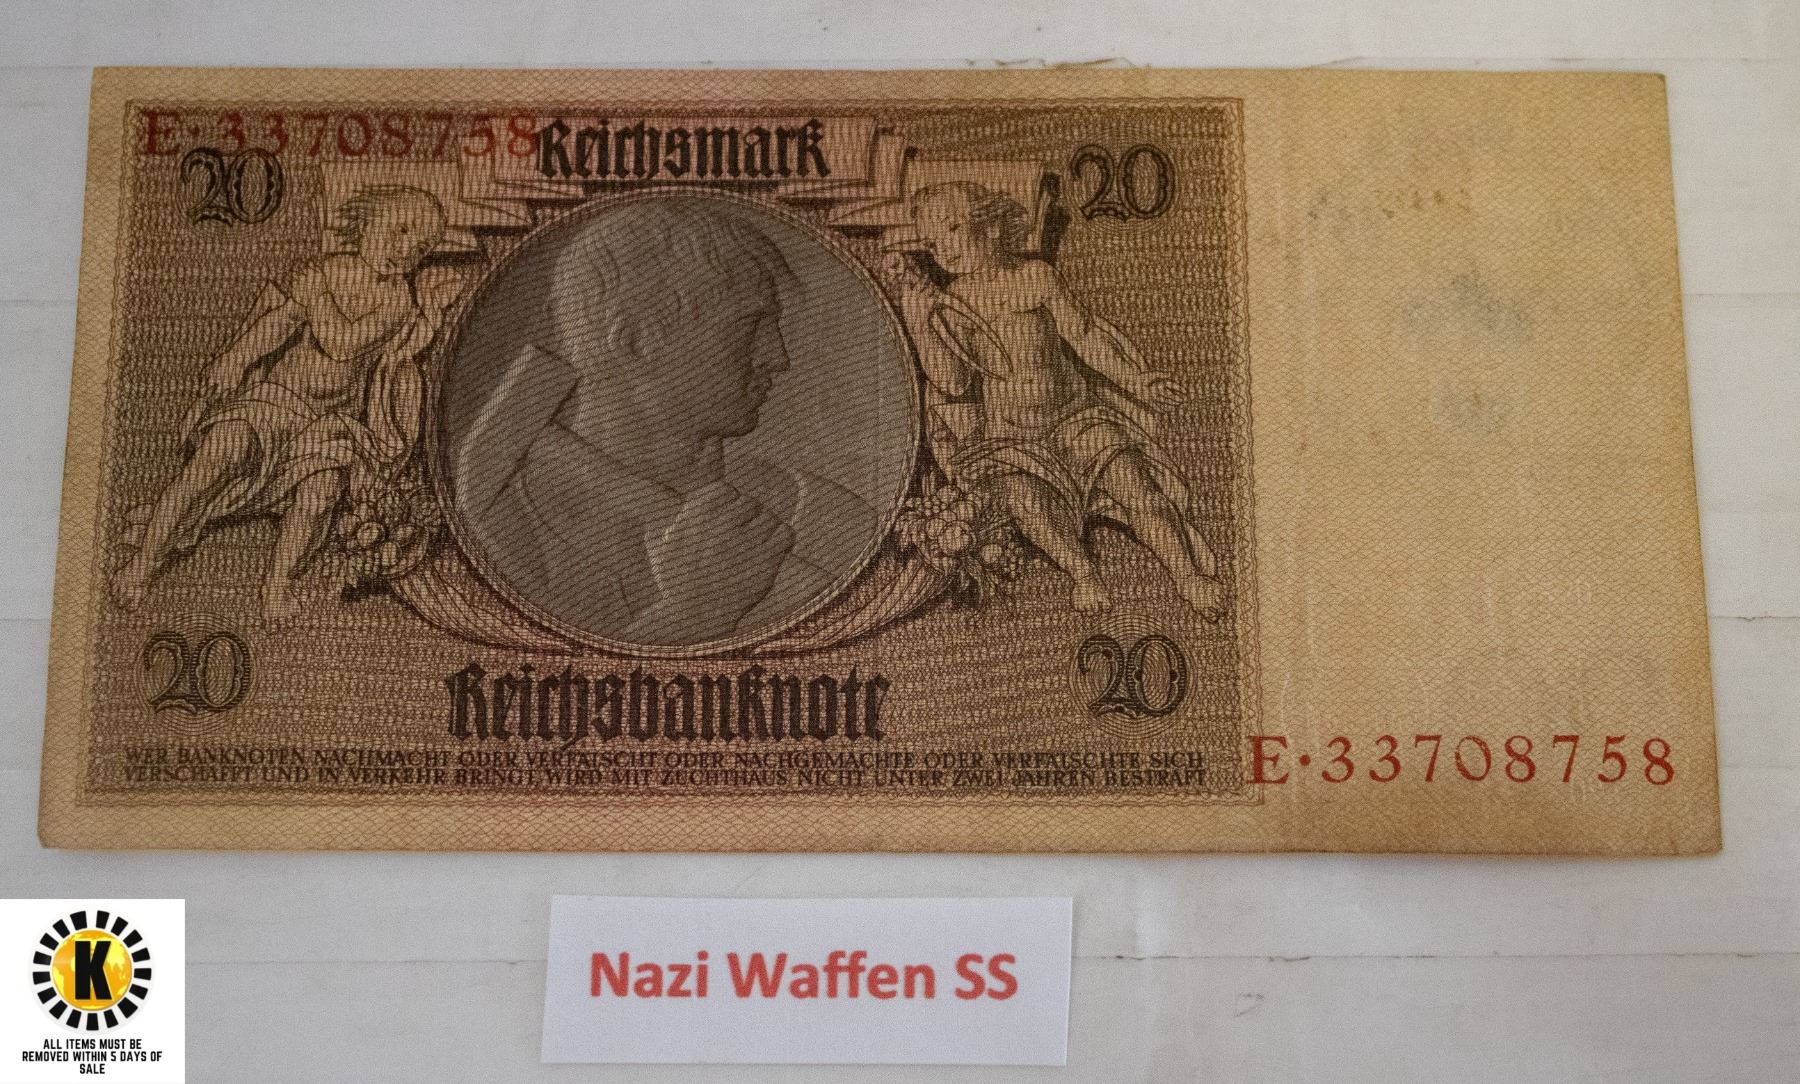 E·33708758
Reichsmark
20 20
20 20
Reichsbanknote
WER BANKNOTEN NACHMACHT ODER VERFÄLSCHT ODER NACHGEMACHTE ODER VERFÄLSCHTE SICH
VERSCHAFFT UND IN VERKEHR BRINGT, WIRD MIT ZUCHTHAUS NICHT UNTER ZWEI JAHREN BESTRAFT
E·33708758
Nazi Waffen SS
K
ALL ITEMS MUST BE
REMOVED WITHIN 5 DAYS OF
SALE